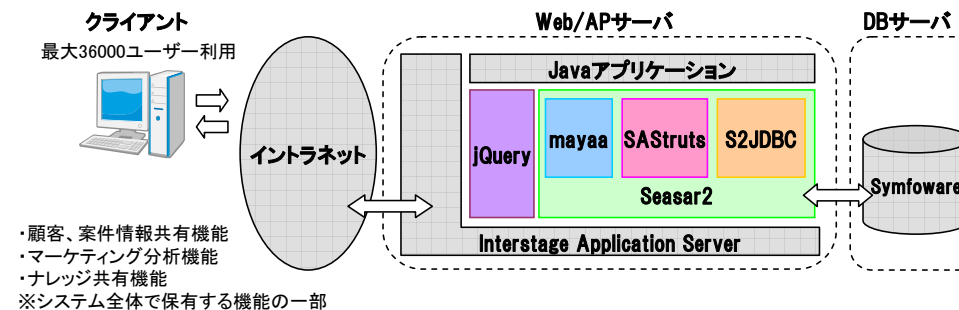 クライアント
最大36000ユーザー利用
イントラネット
・顧客、案件情報共有機能
・マーケティング分析機能
・ナレッジ共有機能
※システム全体で保有する機能の一部
Web/APサーバ
Javaアプリケーション
jQuery
mayaa
SAStruts
S2JDBC
Seasar2
Interstage Application Server
DBサーバ
Symfoware